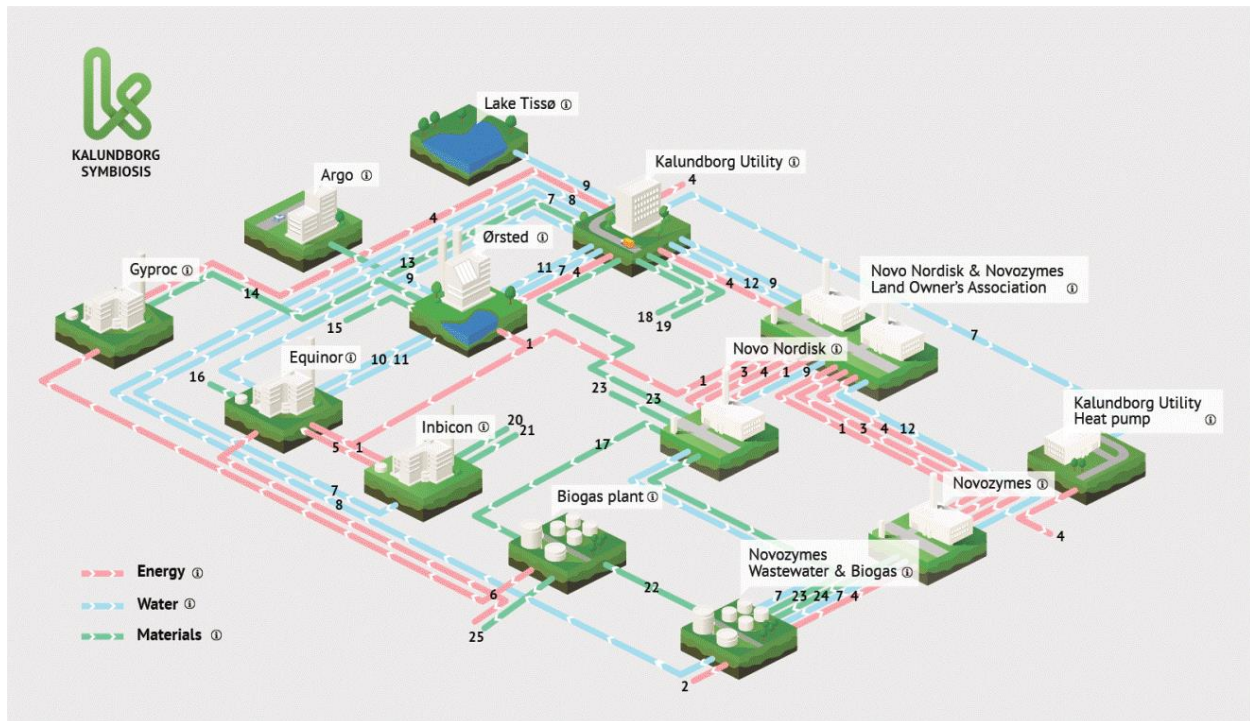 KALUNDBORG
SYMBIOSIS
Lake Tissø
Kalundborg Utility
4
9
8
7
Argo
4
Ørsted
13
9
11 7 4
Gyproc
14
15
4 12 9
Novo Nordisk & Novozymes
Land Owner's Association
18
19
7
Equinor
10 11
1
Novo Nordisk
1
3 4 1 9
16
23
23
Kalundborg Utility
Heat pump
Inbicon
20
21
5 1
17
1 3 4 12
7
8
Biogas plant
Novozymes
4
Novozymes
Wastewater & Biogas
Energy
Water
Materials
6
25
22
7 23 24 7 4
2